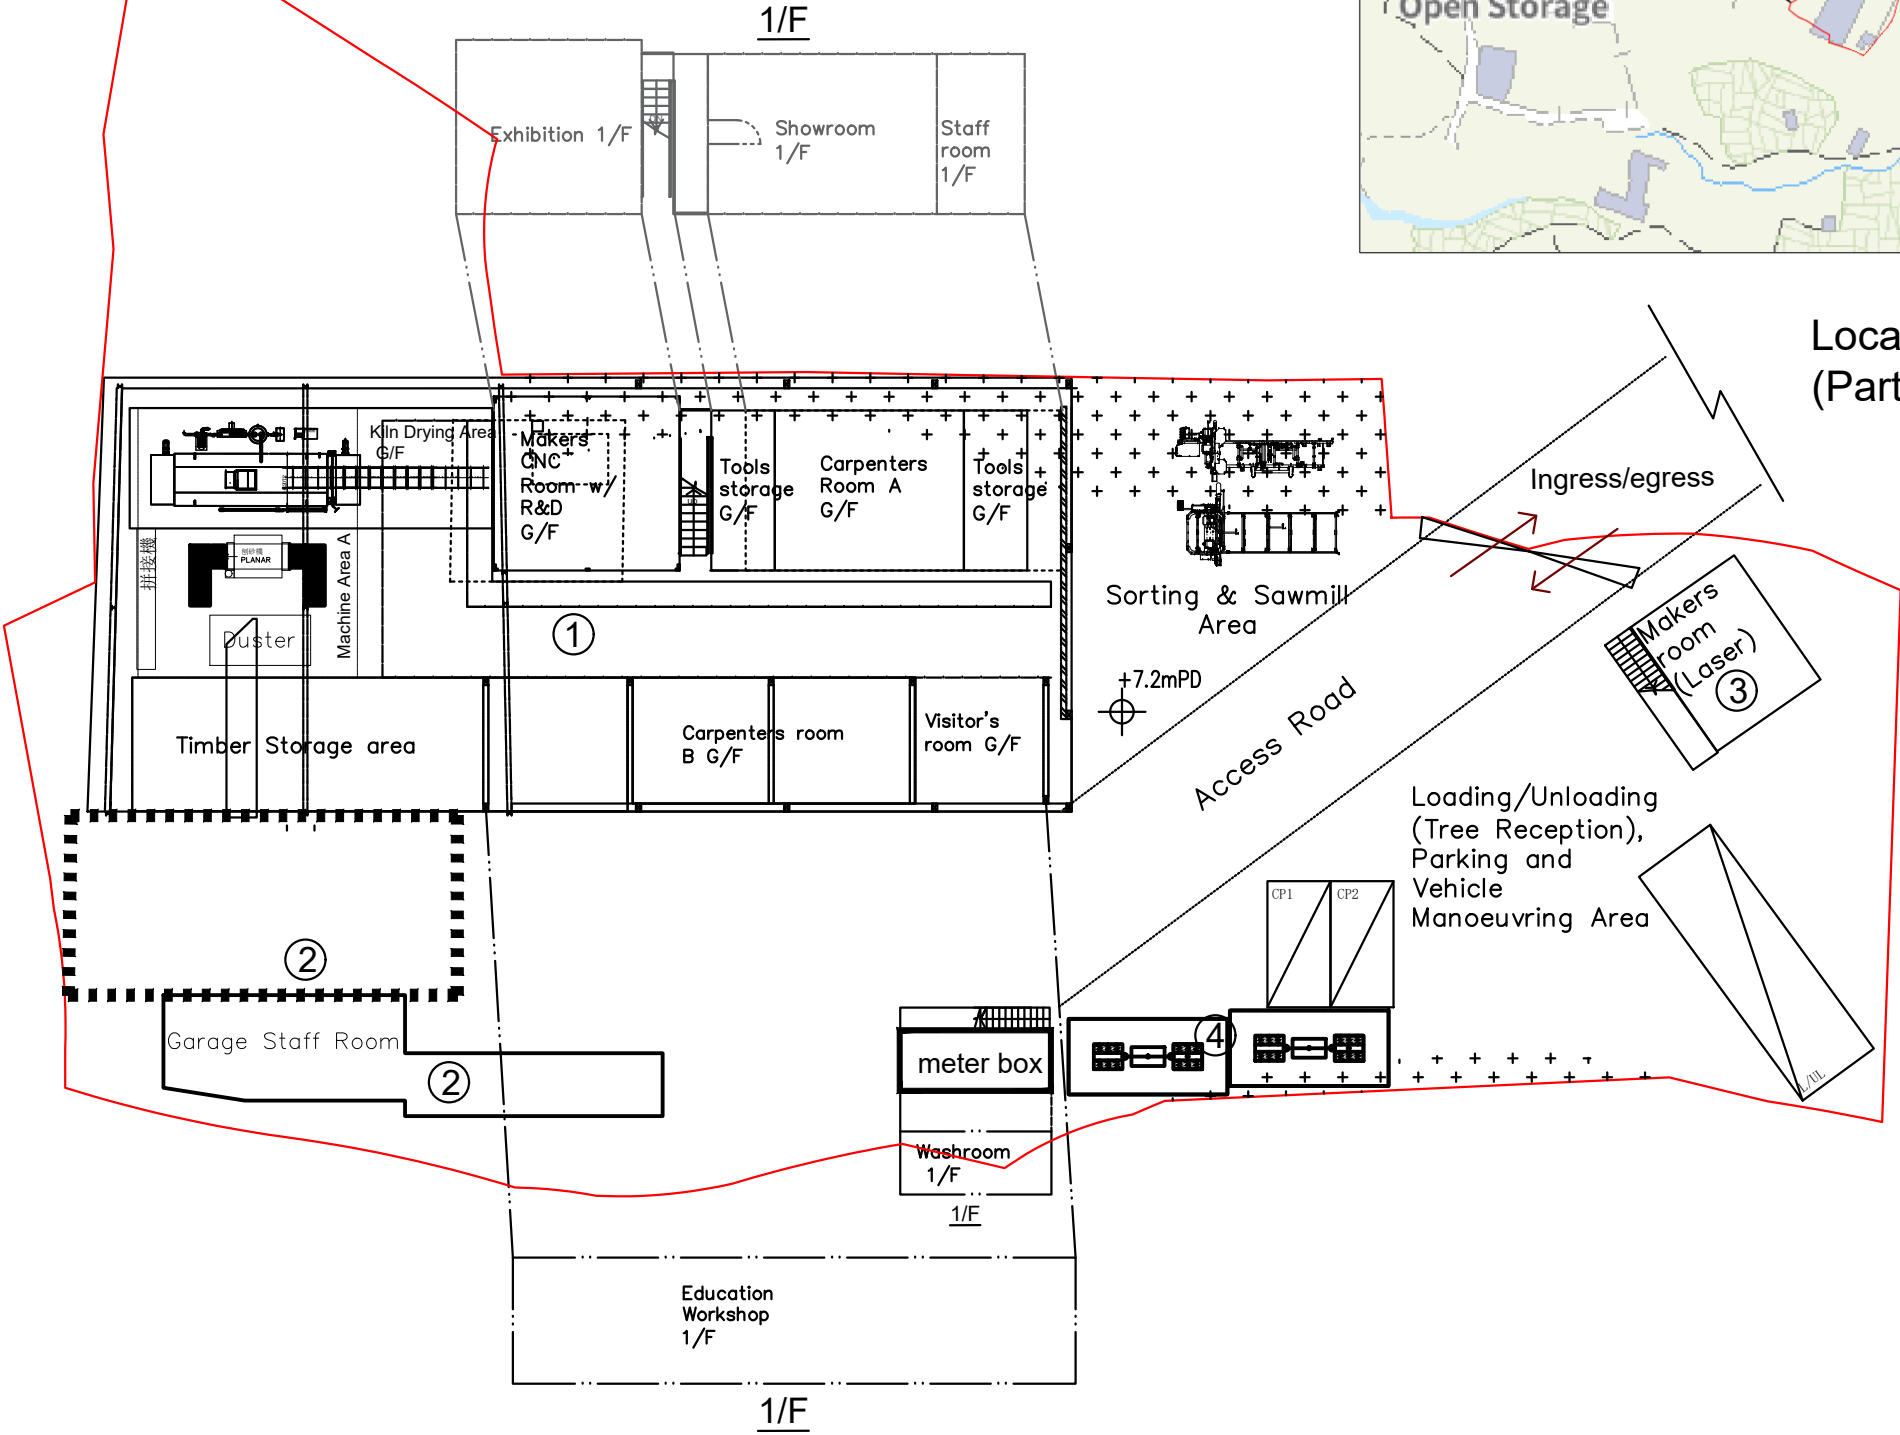 1/F
Open Storage
Exhibition 1/F
Showroom
1/F
Staff
room
1/F
Loca
(Part
Kiln Drying Area
G/F
Makers
CNC
Room w/
R&D
G/F
Tools
storage
G/F
Carpenters
Room A
G/F
Tools
storage
G/F
Ingress/egress
拼接機
刨砂機
PLANAR
Machine Area A
Duster
1
Sorting & Sawmill
Area
+7.2mPD
Access Road
Makers
room
(Laser)
3
Timber Storage area
Carpenters room
B G/F
Visitor's
room G/F
Loading/Unloading
(Tree Reception),
Parking and
Vehicle
Manoeuvring Area
CP1
CP2
2
Garage Staff Room
2
meter box
4
L/UL
Washroom
1/F
1/F
Education
Workshop
1/F
1/F